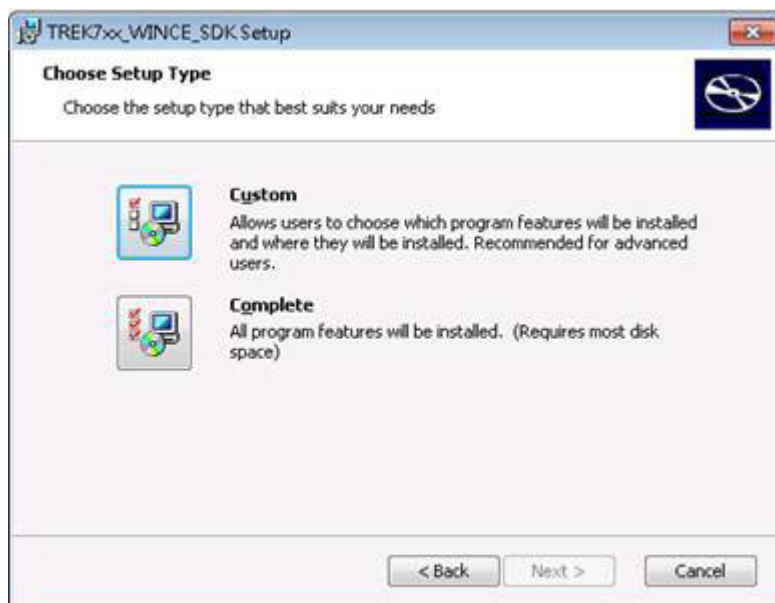 TREK7xx_WINCE_SDK Setup
Choose Setup Type
Choose the setup type that best suits your needs
Custom
Allows users to choose which program features will be installed
and where they will be installed. Recommended for advanced
users.
Complete
All program features will be installed. (Requires most disk
space)
< Back
Next >
Cancel